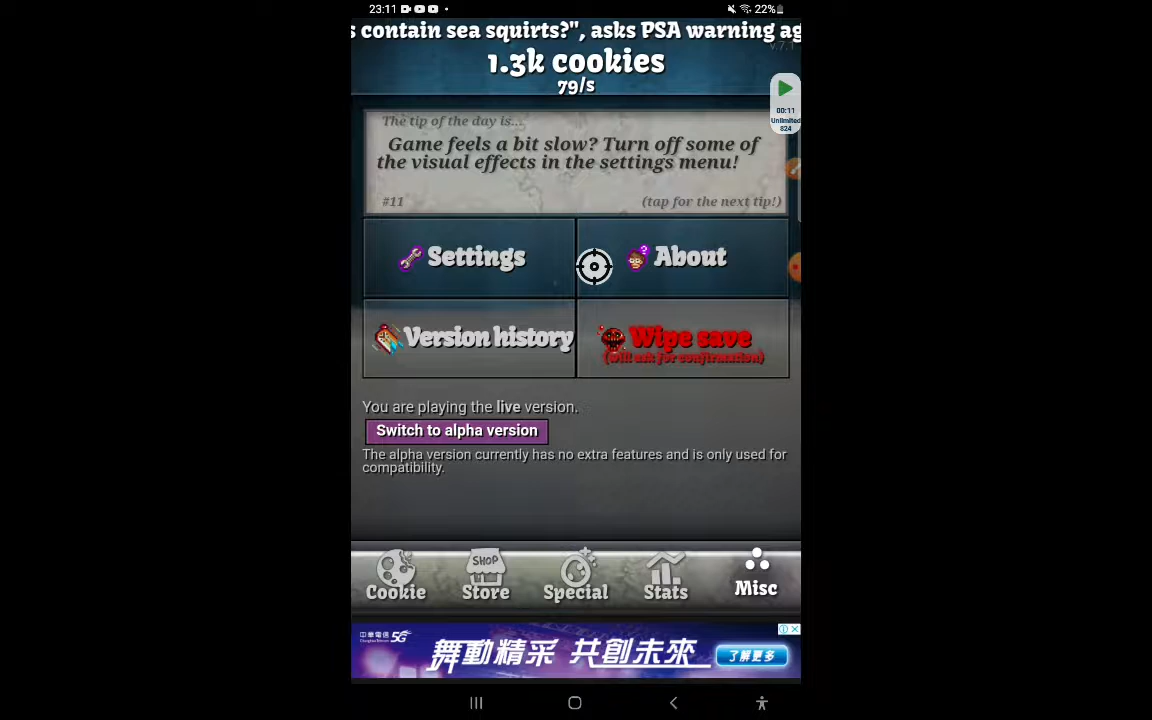 23:11
22%
s contain sea squirts?", asks PSA warning ag
v.7.1
1.3k cookies
79/s
00:11
Unlimited
824
The tip of the day is...
Game feels a bit slow? Turn off some of
the visual effects in the settings menu!
#11
(tap for the next tip!)
Settings
About
Version history
Wipe save
(will ask for confirmation)
You are playing the live version.
Switch to alpha version
The alpha version currently has no extra features and is only used for
compatibility.
SHOP
Cookie
Store
Special
Stats
Misc
中華電信 5G
舞動精采 共創未來
了解更多